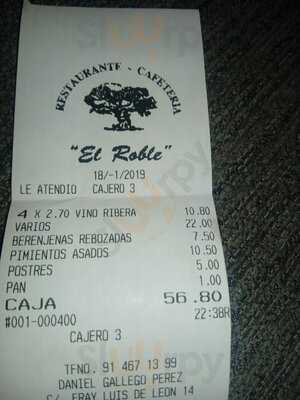 RESTAURANTE - CAFETERIA
"El Roble"
18/-1/2019
LE ATENDIO CAJERO 3
4 X 2.70 VINO RIBERA 10.80
VARIOS 22.00
BERENJENAS REBOZADAS 7.50
PIMIENTOS ASADOS 10.50
POSTRES 5.00
PAN 1.00
CAJA 56.80
#001-000400 22:38R
CAJERO 3
TFNO. 91 467 13 99
DANIEL GALLEGO PEREZ
C/ FRAY LUIS DE LEON 14